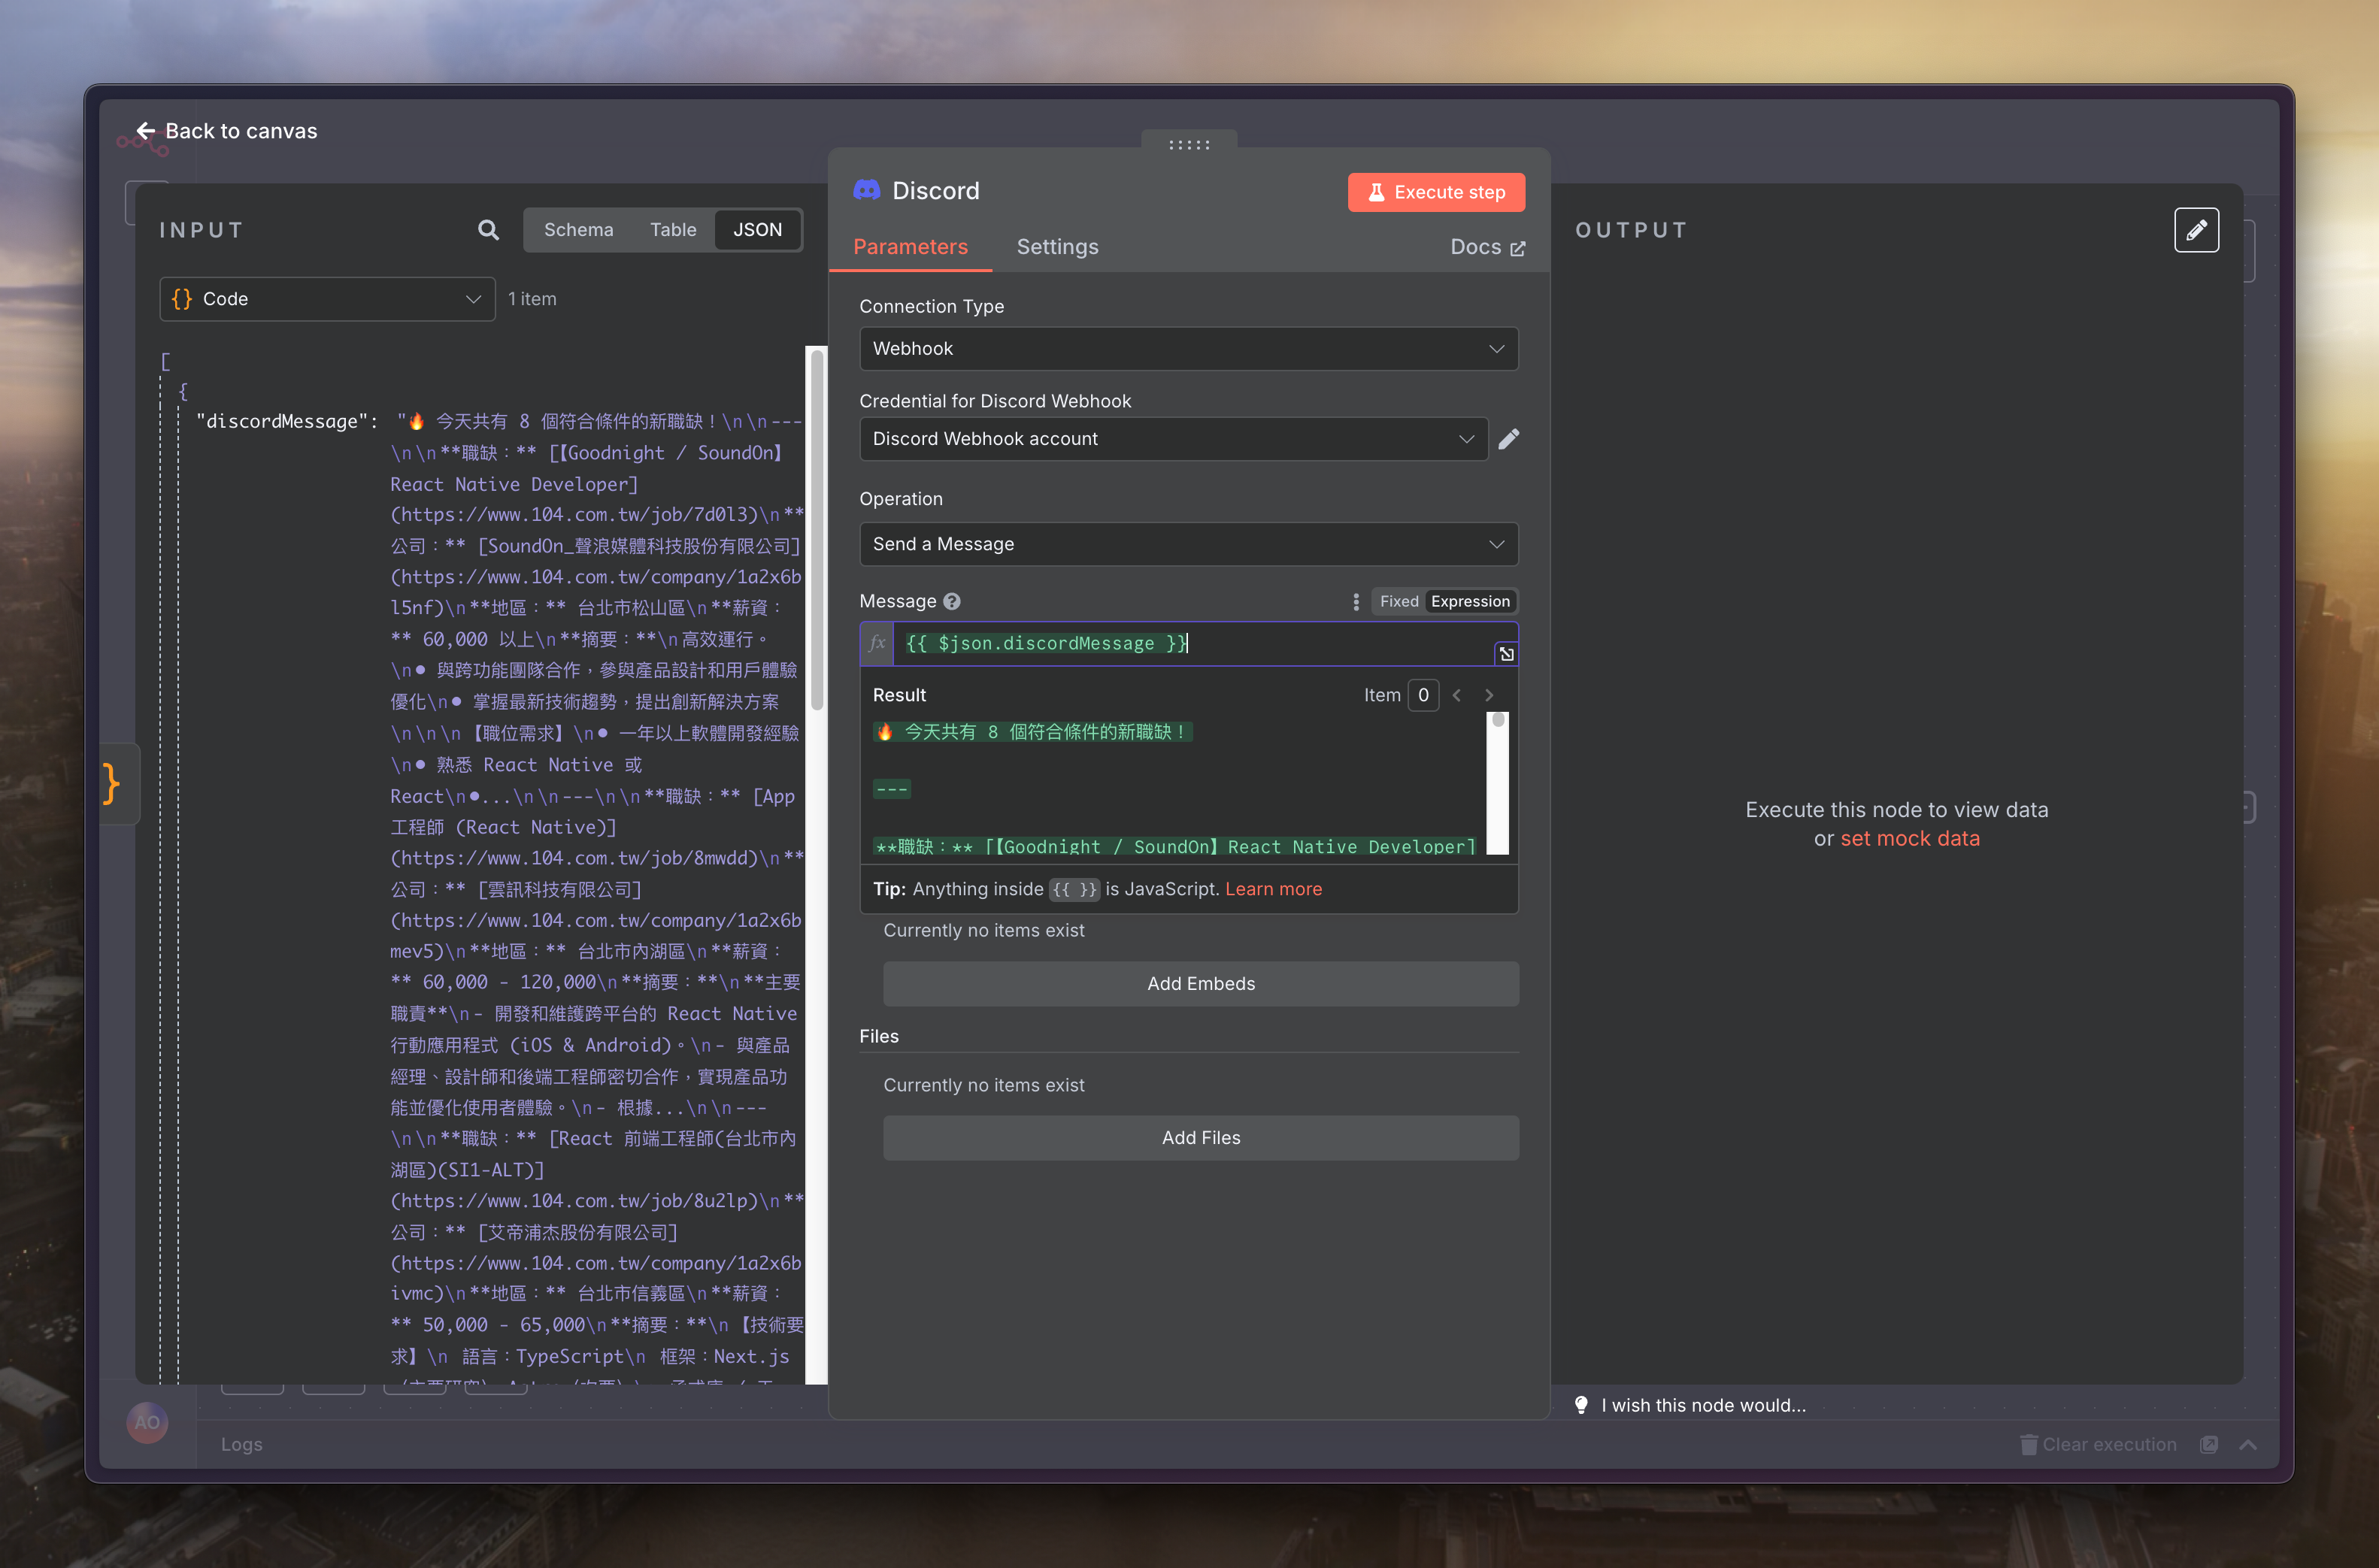 Back to canvas
INPUT
Schema Table JSON
Code
1 item
[
{
"discordMessage": "🔥 今天共有 8 個符合條件的新職缺！\n\n---
\n\n**職缺：** [【Goodnight / SoundOn】
React Native Developer]
(https://www.104.com.tw/job/7d0l3)\n**
公司：** [SoundOn_聲浪媒體科技股份有限公司]
(https://www.104.com.tw/company/1a2x6b
l5nf)\n**地區：** 台北市松山區\n**薪資：
** 60,000 以上\n**摘要：**\n高效運行。
\n● 與跨功能團隊合作，參與產品設計和用戶體驗
優化\n● 掌握最新技術趨勢，提出創新解決方案
\n\n\n【職位需求】\n● 一年以上軟體開發經驗
\n● 熟悉 React Native 或
React\n●...\n\n---\n\n**職缺：** [App
工程師 (React Native)]
(https://www.104.com.tw/job/8mwdd)\n**
公司：** [雲訊科技有限公司]
(https://www.104.com.tw/company/1a2x6b
mev5)\n**地區：** 台北市內湖區\n**薪資：
** 60,000 - 120,000\n**摘要：**\n**主要
職責**\n- 開發和維護跨平台的 React Native
行動應用程式 (iOS & Android)。\n- 與產品
經理、設計師和後端工程師密切合作，實現產品功
能並優化使用者體驗。\n- 根據...\n\n---
\n\n**職缺：** [React 前端工程師(台北市內
湖區)(SI1-ALT)]
(https://www.104.com.tw/job/8u2lp)\n**
公司：** [艾帝浦杰股份有限公司]
(https://www.104.com.tw/company/1a2x6b
ivmc)\n**地區：** 台北市信義區\n**薪資：
** 50,000 - 65,000\n**摘要：**\n【技術要
求】\n 語言：TypeScript\n 框架：Next.js
Discord
Execute step
Parameters Settings Docs
Connection Type
Webhook
Credential for Discord Webhook
Discord Webhook account
Operation
Send a Message
Message
Fixed Expression
fx {{ $json.discordMessage }}
Result
Item 0
🔥 今天共有 8 個符合條件的新職缺！
---
**職缺：** [【Goodnight / SoundOn】React Native Developer]
Tip: Anything inside {{ }} is JavaScript. Learn more
Currently no items exist
Add Embeds
Files
Currently no items exist
Add Files
OUTPUT
Execute this node to view data
or set mock data
I wish this node would...
AO
Logs
Clear execution